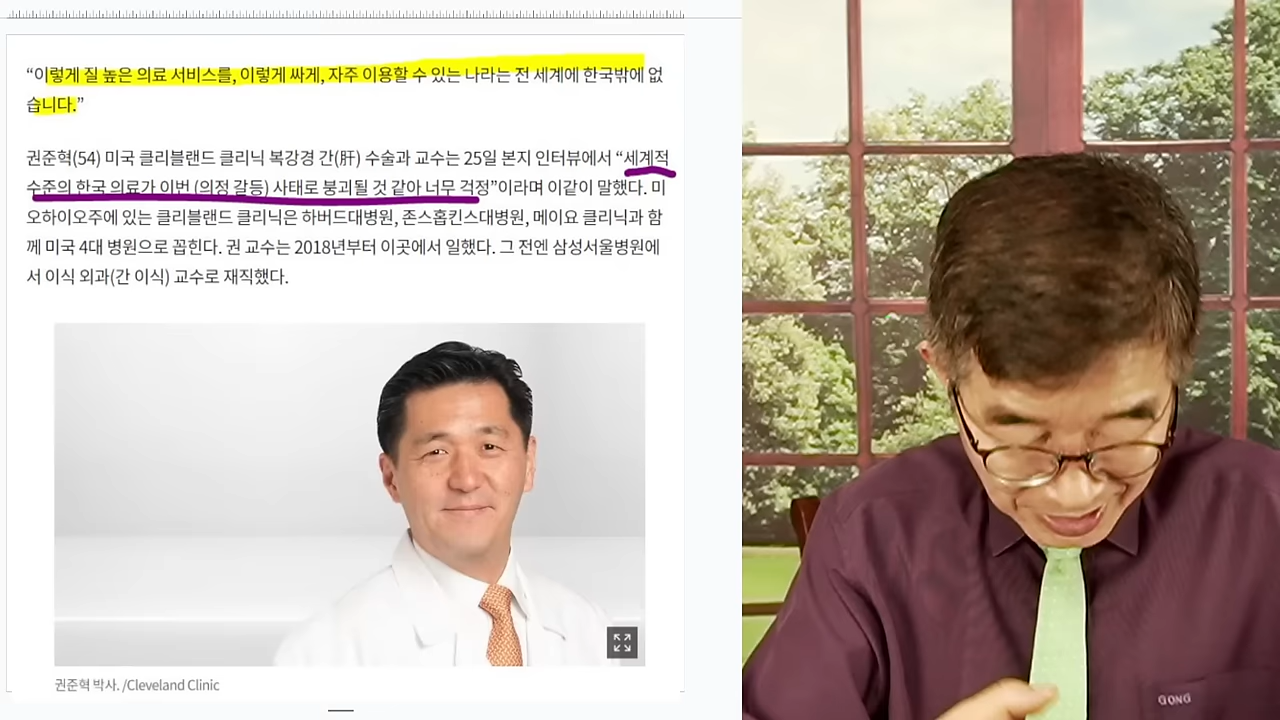 “이렇게 질 높은 의료 서비스를, 이렇게 싸게, 자주 이용할 수 있는 나라는 전 세계에 한국밖에 없
습니다.”
권준혁(54) 미국 클리블랜드 클리닉 복강경 간(肝) 수술과 교수는 25일 본지 인터뷰에서 “세계적
수준의 한국 의료가 이번 (의정 갈등) 사태로 붕괴될 것 같아 너무 걱정”이라며 이같이 말했다. 미
오하이오주에 있는 클리블랜드 클리닉은 하버드대병원, 존스홉킨스대병원, 메이요 클리닉과 함
께 미국 4대 병원으로 꼽힌다. 권 교수는 2018년부터 이곳에서 일했다. 그 전엔 삼성서울병원에
서 이식 외과(간 이식) 교수로 재직했다.
권준혁 박사. /Cleveland Clinic
GONG